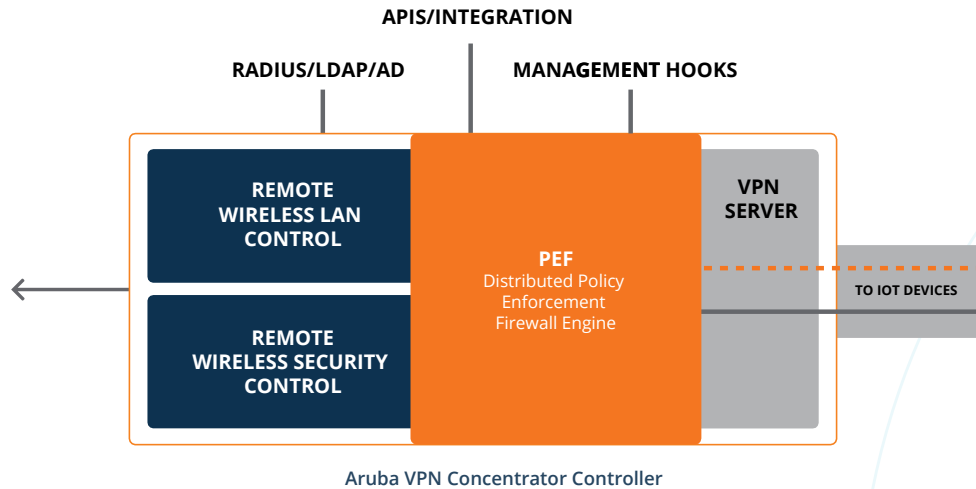 APIS/INTEGRATION
RADIUS/LDAP/AD
MANAGEMENT HOOKS
REMOTE
WIRELESS LAN
CONTROL
REMOTE
WIRELESS SECURITY
CONTROL
PEF
Distributed Policy
Enforcement
Firewall Engine
VPN
SERVER
TO IOT DEVICES
Aruba VPN Concentrator Controller